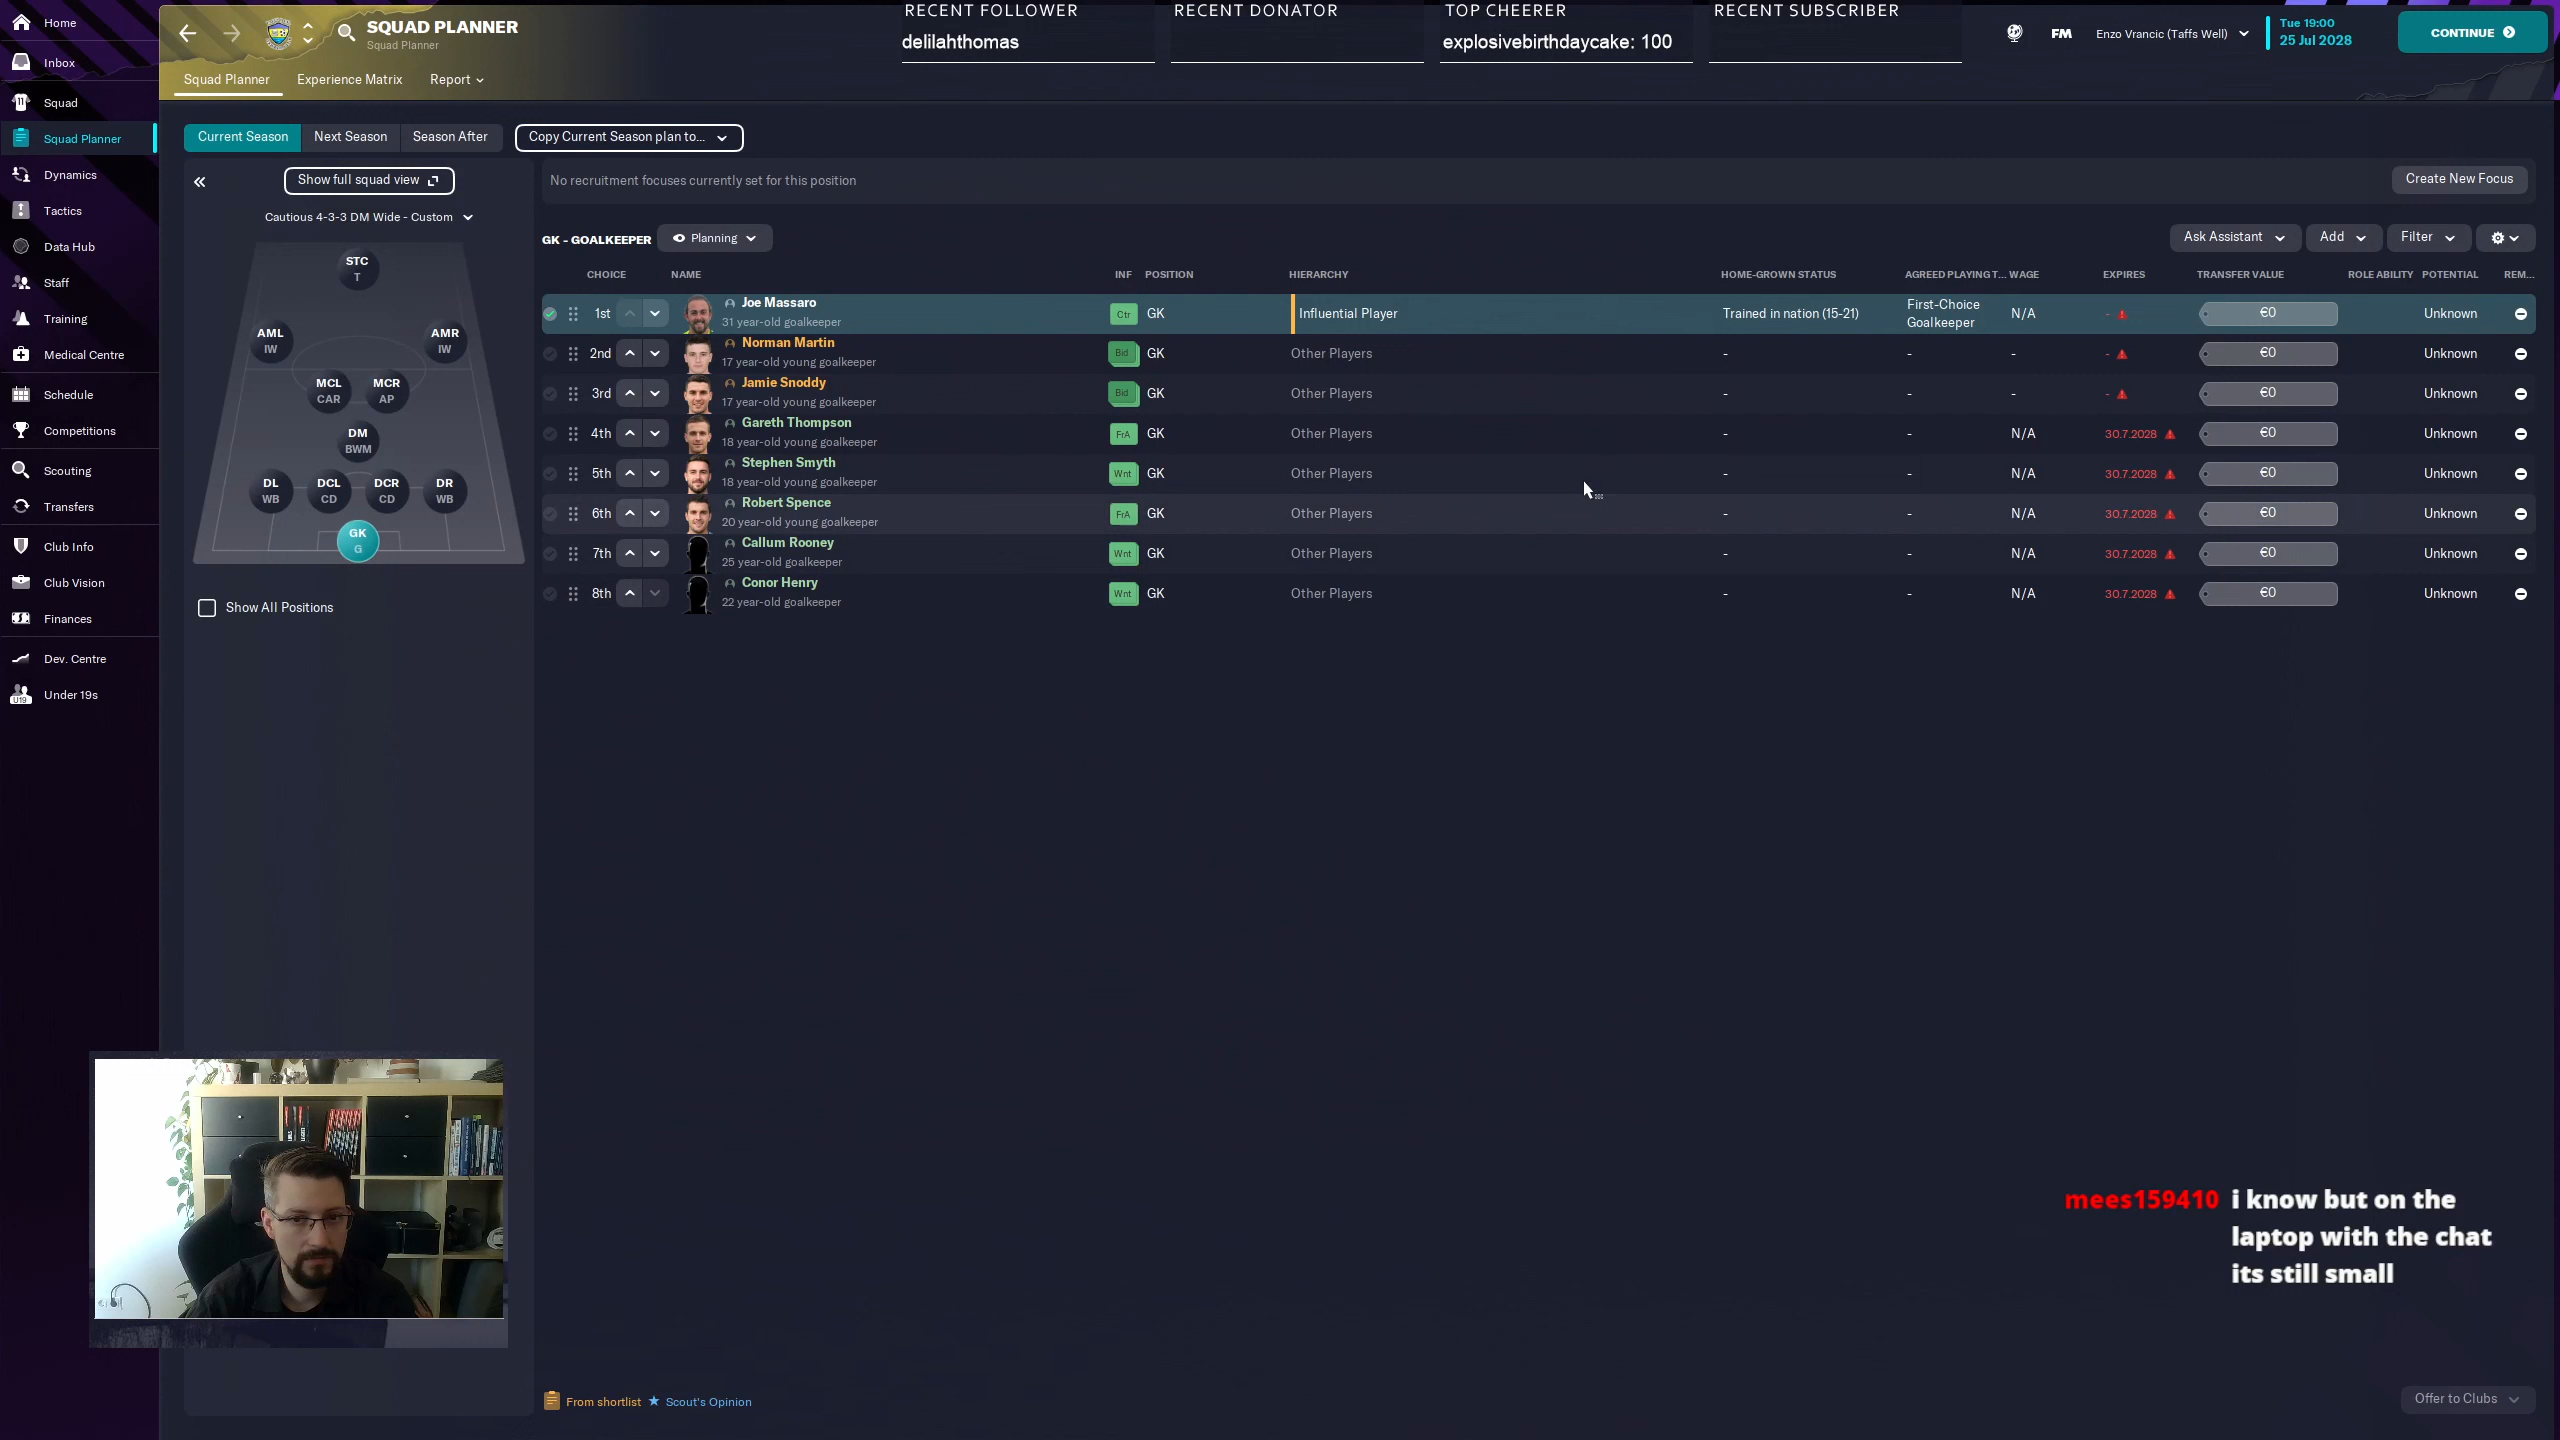 Home
Inbox
Squad
Squad Planner
Dynamics
Tactics
Data Hub
Staff
Training
Medical Centre
Schedule
Competitions
Scouting
Transfers
Club Info
Club Vision
Finances
Dev. Centre
Under 19s
SQUAD PLANNER
Squad Planner
Squad Planner Experience Matrix Report
RECENT FOLLOWER
delilahthomas
RECENT DONATOR
TOP CHEERER
explosivebirthdaycake: 100
RECENT SUBSCRIBER
FM
Enzo Vrancic (Taffs Well)
Tue 19:00
25 Jul 2028
CONTINUE
Current Season Next Season Season After Copy Current Season plan to...
Show full squad view
Cautious 4-3-3 DM Wide - Custom
STC
T
AML
IW
AMR
IW
MCL
CAR
MCR
AP
DM
BWM
DL
WB
DCL
CD
DCR
CD
DR
WB
GK
G
Show All Positions
No recruitment focuses currently set for this position
Create New Focus
GK - GOALKEEPER Planning
Ask Assistant Add Filter
CHOICE NAME INF POSITION HIERARCHY HOME-GROWN STATUS AGREED PLAYING T... WAGE EXPIRES TRANSFER VALUE ROLE ABILITY POTENTIAL REM...
1st Joe Massaro Ctr GK Influential Player Trained in nation (15-21) First-Choice Goalkeeper N/A - €0 Unknown
31 year-old goalkeeper
2nd Norman Martin Bid GK Other Players - - - - €0 Unknown
17 year-old young goalkeeper
3rd Jamie Snoddy Bid GK Other Players - - - - €0 Unknown
17 year-old young goalkeeper
4th Gareth Thompson FrA GK Other Players - - N/A 30.7.2028 €0 Unknown
18 year-old young goalkeeper
5th Stephen Smyth Wnt GK Other Players - - N/A 30.7.2028 €0 Unknown
18 year-old young goalkeeper
6th Robert Spence FrA GK Other Players - - N/A 30.7.2028 €0 Unknown
20 year-old young goalkeeper
7th Callum Rooney Wnt GK Other Players - - N/A 30.7.2028 €0 Unknown
25 year-old goalkeeper
8th Conor Henry Wnt GK Other Players - - N/A 30.7.2028 €0 Unknown
22 year-old goalkeeper
mees159410 i know but on the
laptop with the chat
its still small
From shortlist Scout's Opinion
Offer to Clubs